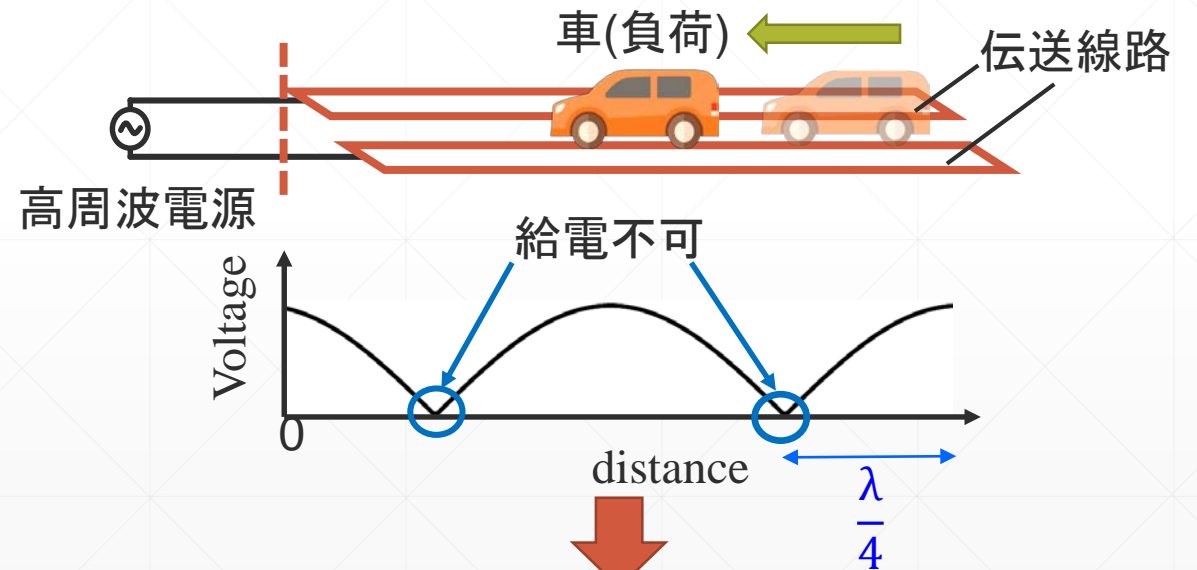 車(負荷)
伝送線路
高周波電源
給電不可
Voltage
0
distance
λ
4